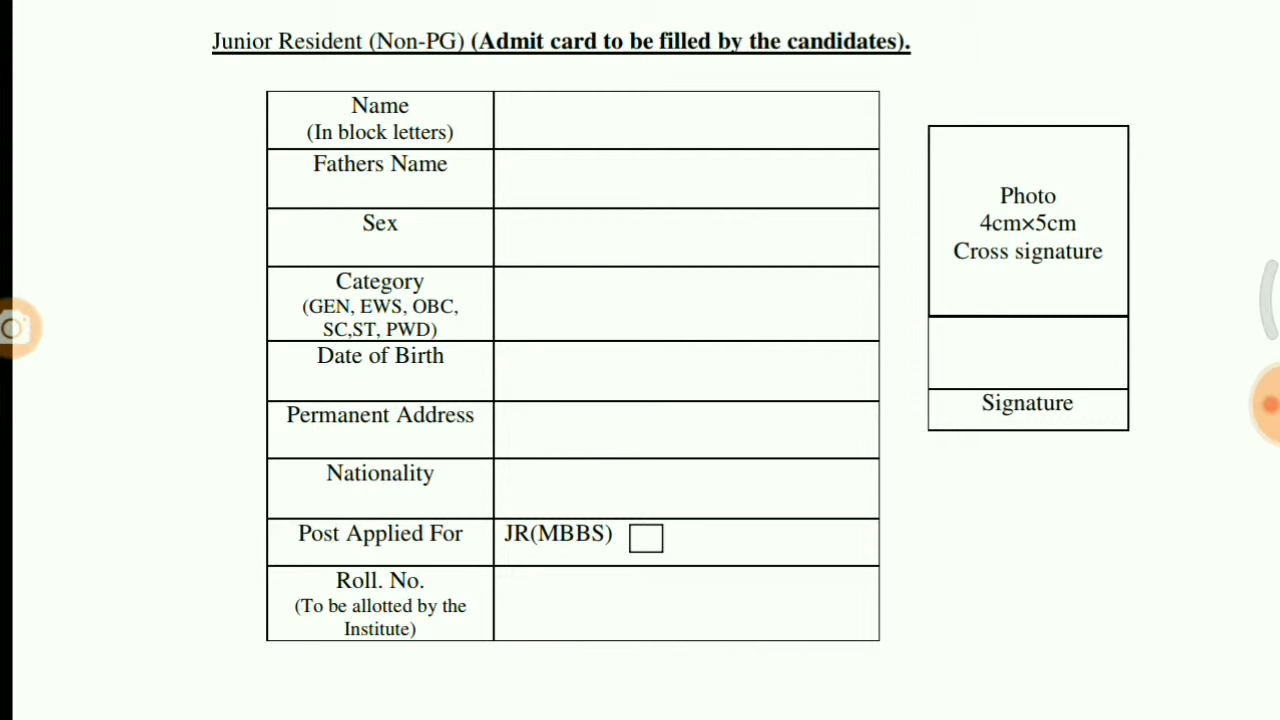 Junior Resident (Non-PG) (Admit card to be filled by the candidates).
Name
(In block letters)
Fathers Name
Sex
Category
(GEN, EWS, OBC,
SC,ST, PWD)
Date of Birth
Permanent Address
Nationality
Post Applied For
JR(MBBS)
Roll. No.
(To be allotted by the
Institute)
Photo
4cm×5cm
Cross signature
Signature